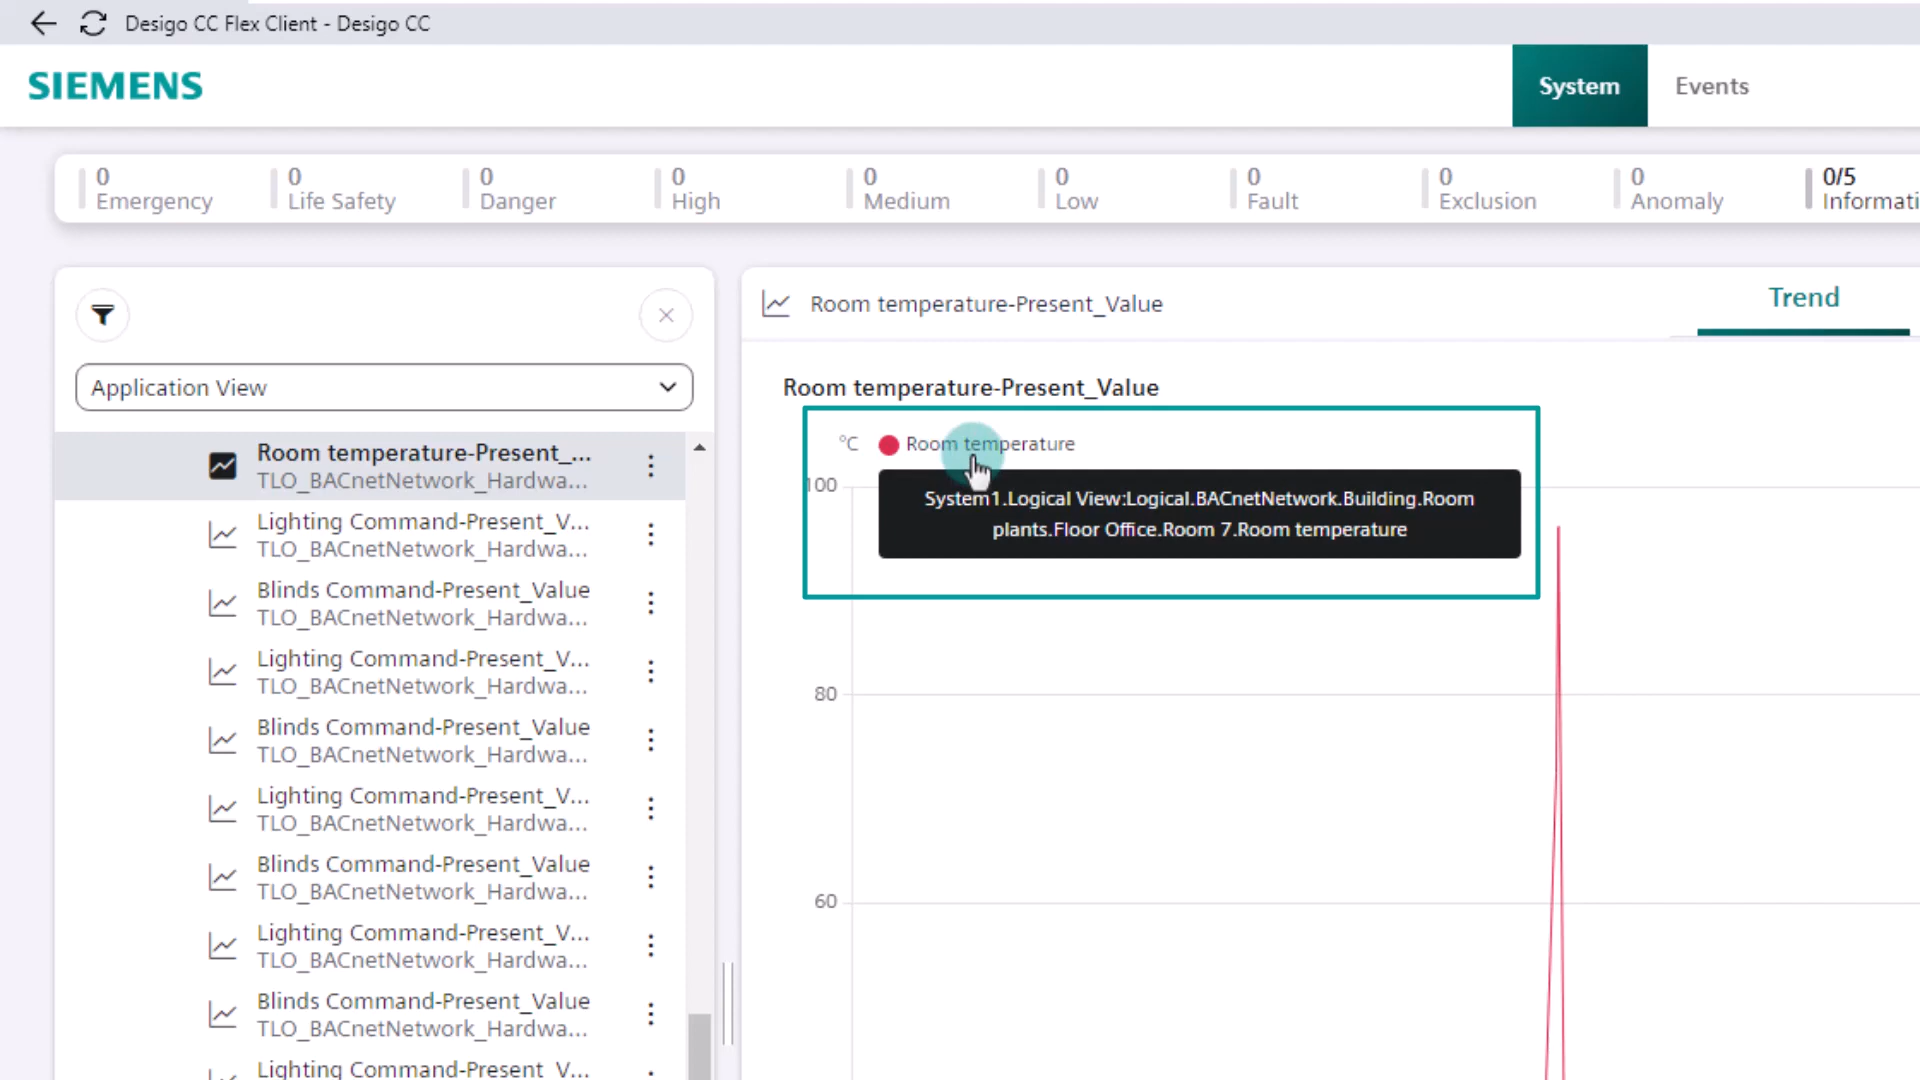 Desigo CC Flex Client - Desigo CC
SIEMENS
System
Events
0
Emergency
0
Life Safety
0
Danger
0
High
0
Medium
0
Low
0
Fault
0
Exclusion
0
Anomaly
0/5
Informati
Application View
Room temperature-Present_...
TLO_BACnetNetwork_Hardwa...
Lighting Command-Present_V...
TLO_BACnetNetwork_Hardwa...
Blinds Command-Present_Value
TLO_BACnetNetwork_Hardwa...
Lighting Command-Present_V...
TLO_BACnetNetwork_Hardwa...
Blinds Command-Present_Value
TLO_BACnetNetwork_Hardwa...
Lighting Command-Present_V...
TLO_BACnetNetwork_Hardwa...
Blinds Command-Present_Value
TLO_BACnetNetwork_Hardwa...
Lighting Command-Present_V...
TLO_BACnetNetwork_Hardwa...
Blinds Command-Present_Value
TLO_BACnetNetwork_Hardwa...
Lighting Command-Present_V...
Room temperature-Present_Value
Trend
Room temperature-Present_Value
°C
Room temperature
System1.Logical View:Logical.BACnetNetwork.Building.Room
plants.Floor Office.Room 7.Room temperature
100
80
60